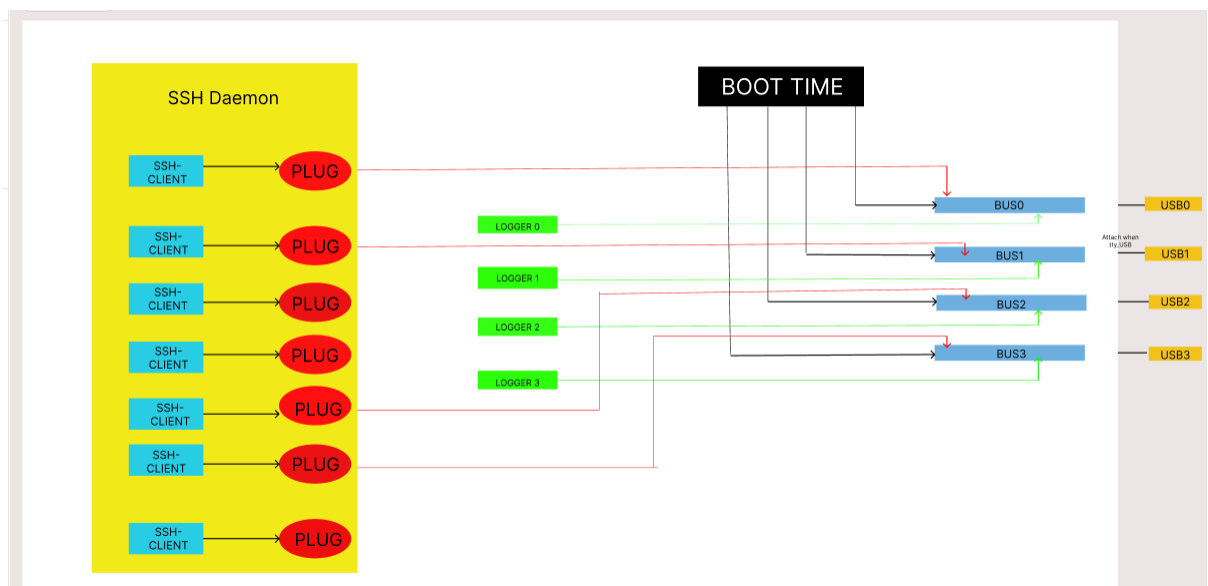 SSH Daemon
BOOT TIME
SSH-
CLIENT
PLUG
SSH-
CLIENT
PLUG
SSH-
CLIENT
PLUG
SSH-
CLIENT
PLUG
SSH-
CLIENT
PLUG
SSH-
CLIENT
PLUG
SSH-
CLIENT
PLUG
LOGGER 0
LOGGER 1
LOGGER 2
LOGGER 3
BUS0
BUS1
BUS2
BUS3
USB0
Attach when
tty_USB
USB1
USB2
USB3